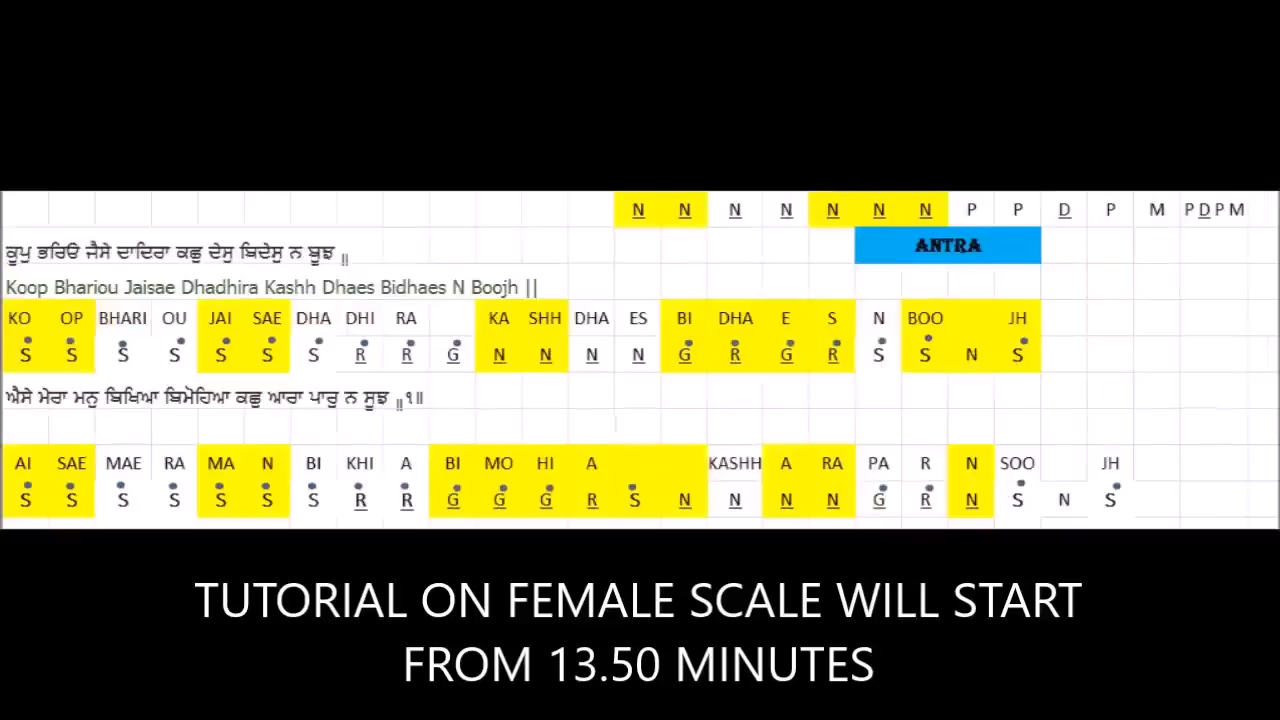 N N N N N N N P P D P M P D P M
ANTRA
ਕੂਪੁ ਭਰਿਓ ਜੈਸੇ ਦਾਦਿਰਾ ਕਛੁ ਦੇਸੁ ਬਿਦੇਸੁ ਨ ਬੂਝ ॥
Koop Bhariou Jaisae Dhadhira Kashh Dhaes Bidhaes N Boojh ||
KO OP BHARI OU JAI SAE DHA DHI RA KA SHH DHA ES BI DHA E S N BOO JH
S S S S S S S R R G N N N N G R G R S S N S
ਐਸੇ ਮੇਰਾ ਮਨੁ ਬਿਖਿਆ ਬਿਮੋਹਿਆ ਕਛੁ ਆਰਾ ਪਾਰੁ ਨ ਸੂਝ ॥੧॥
AI SAE MAE RA MA N BI KHI A BI MO HI A KASHH A RA PA R N SOO JH
S S S S S S S R R G G G R S N N N N G R N S N S
TUTORIAL ON FEMALE SCALE WILL START
FROM 13.50 MINUTES